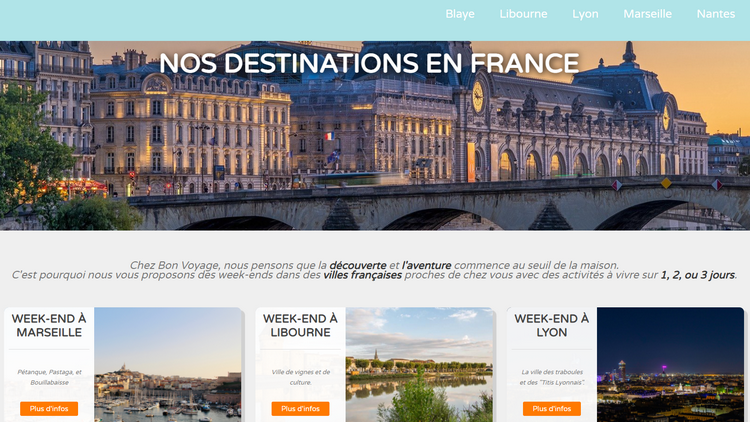 Blaye Libourne Lyon Marseille Nantes
NOS DESTINATIONS EN FRANCE
Chez Bon Voyage, nous pensons que la découverte et l'aventure commence au seuil de la maison.
C'est pourquoi nous vous proposons des week-ends dans des villes françaises proches de chez vous avec des activités à vivre sur 1, 2, ou 3 jours.
WEEK-END À
MARSEILLE
Pétanque, Pastaga, et
Bouillabaisse
Plus d'infos
WEEK-END À
LIBOURNE
Ville de vignes et de
culture.
Plus d'infos
WEEK-END À
LYON
La ville des traboules
et des "Titis Lyonnais".
Plus d'infos